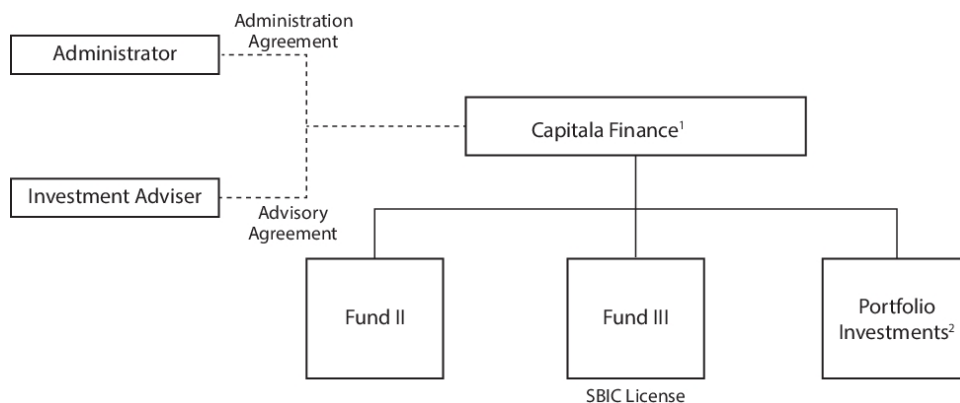 Administration
Agreement
Administrator
Capitala Finance¹
Investment Adviser
Advisory
Agreement
Fund II
Fund III
Portfolio
Investments²
SBIC License